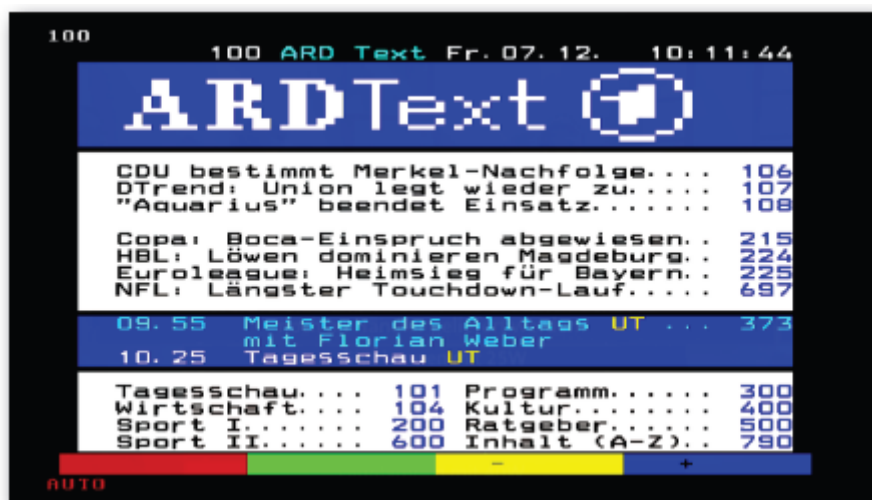 100
100 ARD Text Fr. 07. 12. 10:11:44
ARDText 1
CDU bestimmt Merkel-Nachfolge.... 106
DTrend: Union legt wieder zu..... 107
"Aquarius" beendet Einsatz....... 108
Copa: Boca-Einspruch abgewiesen.. 215
HBL: Löwen dominieren Magdeburg.. 224
Euroleague: Heimsieg für Bayern.. 225
NFL: Längster Touchdown-Lauf..... 697
09.55 Meister des Alltags UT ... 373
mit Florian Weber
10.25 Tagesschau UT
Tagesschau.... 101 Programm...... 300
Wirtschaft.... 104 Kultur........ 400
Sport I....... 200 Ratgeber...... 500
Sport II...... 600 Inhalt (A-Z).. 790
- +
AUTO